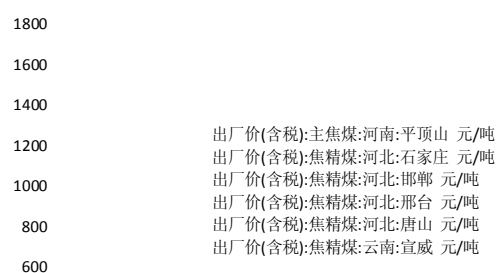 1800
1600
1400
1200
1000
800
600
出厂价(含税):主焦煤:河南:平顶山 元/吨
出厂价(含税):焦精煤:河北:石家庄 元/吨
出厂价(含税):焦精煤:河北:邯郸 元/吨
出厂价(含税):焦精煤:河北:邢台 元/吨
出厂价(含税):焦精煤:河北:唐山 元/吨
出厂价(含税):焦精煤:云南:宣威 元/吨